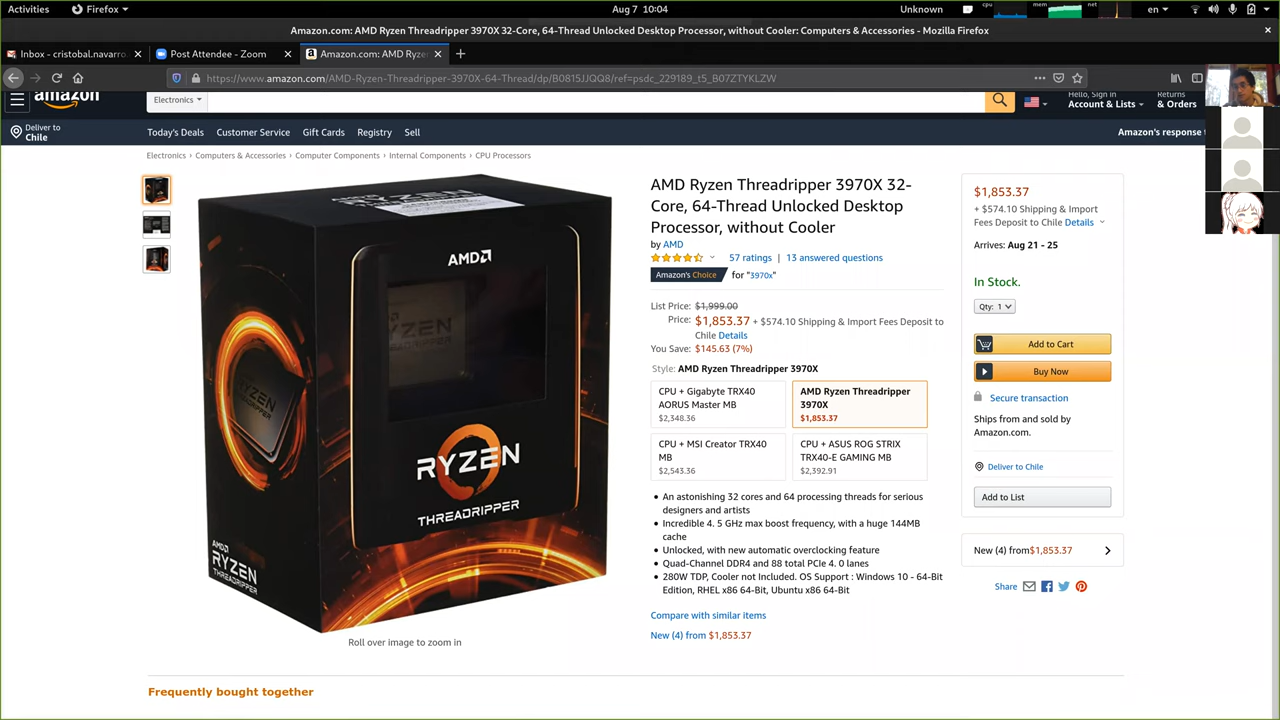 Activities
Firefox
Aug 7 10:04
Unknown
cpu
mem
net
en
Amazon.com: AMD Ryzen Threadripper 3970X 32-Core, 64-Thread Unlocked Desktop Processor, without Cooler: Computers & Accessories - Mozilla Firefox
Inbox - cristobal.navarro
Post Attendee - Zoom
Amazon.com: AMD Ryze
https://www.amazon.com/AMD-Ryzen-Threadripper-3970X-64-Thread/dp/B0815JJQQ8/ref=psdc_229189_t5_B07ZTYKLZW
amazon
Electronics
Hello, Sign in
Account & Lists
Returns
& Orders
Deliver to
Chile
Today's Deals
Customer Service
Gift Cards
Registry
Sell
Amazon's response
Electronics › Computers & Accessories › Computer Components › Internal Components › CPU Processors
AMD
RYZEN
RYZEN
THREADRIPPER
AMD
RYZEN
THREADRIPPER
Roll over image to zoom in
AMD Ryzen Threadripper 3970X 32-
Core, 64-Thread Unlocked Desktop
Processor, without Cooler
by AMD
57 ratings | 13 answered questions
Amazon's Choice for "3970x"
List Price: $1,999.00
Price: $1,853.37 + $574.10 Shipping & Import Fees Deposit to
Chile Details
You Save: $145.63 (7%)
Style: AMD Ryzen Threadripper 3970X
CPU + Gigabyte TRX40
AORUS Master MB
$2,348.36
AMD Ryzen Threadripper
3970X
$1,853.37
CPU + MSI Creator TRX40
MB
$2,543.36
CPU + ASUS ROG STRIX
TRX40-E GAMING MB
$2,392.91
• An astonishing 32 cores and 64 processing threads for serious
designers and artists
• Incredible 4. 5 GHz max boost frequency, with a huge 144MB
cache
• Unlocked, with new automatic overclocking feature
• Quad-Channel DDR4 and 88 total PCIe 4. 0 lanes
• 280W TDP, Cooler not Included. OS Support : Windows 10 - 64-Bit
Edition, RHEL x86 64-Bit, Ubuntu x86 64-Bit
Compare with similar items
New (4) from $1,853.37
$1,853.37
+ $574.10 Shipping & Import
Fees Deposit to Chile Details
Arrives: Aug 21 - 25
In Stock.
Qty: 1
Add to Cart
Buy Now
Secure transaction
Ships from and sold by
Amazon.com.
Deliver to Chile
Add to List
New (4) from$1,853.37
Share
Frequently bought together